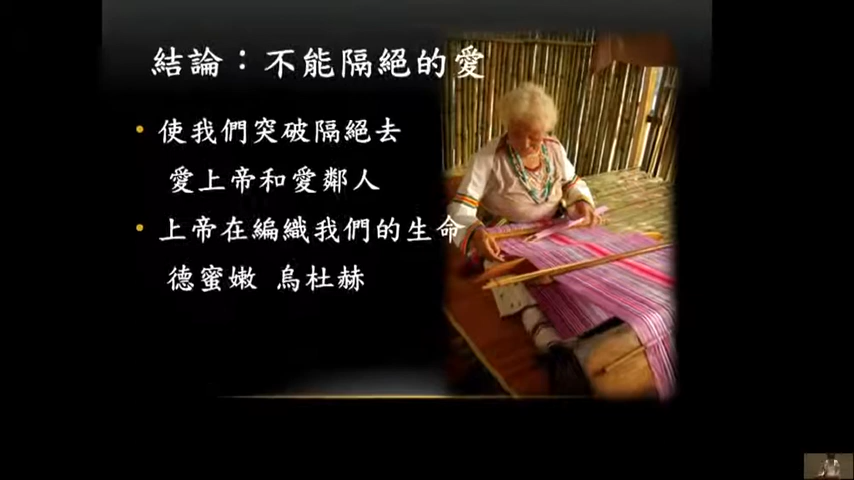 結論：不能隔絕的愛
使我們突破隔絕去
愛上帝和愛鄰人
上帝在編織我們的生命
德蜜嫩 烏杜赫